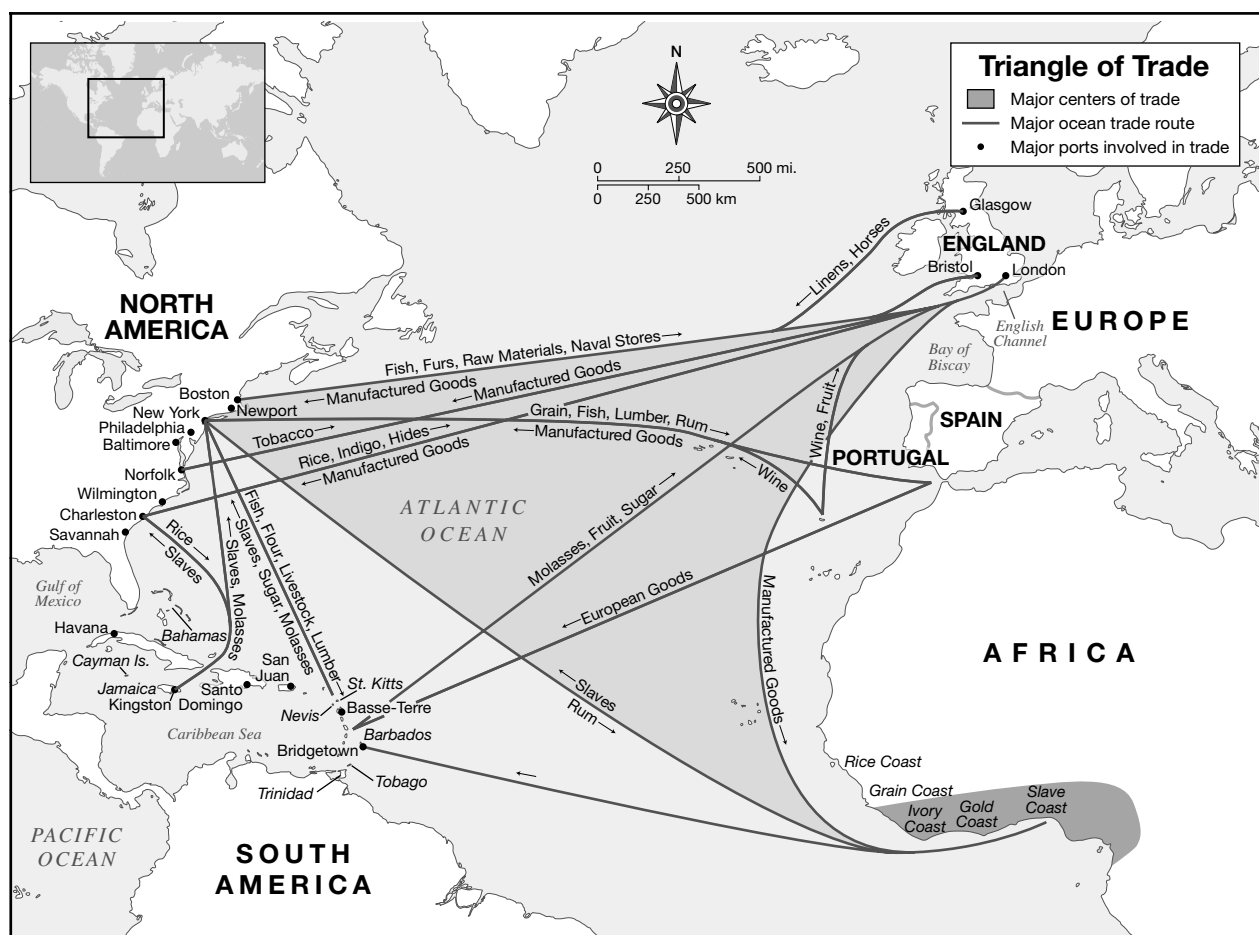 N
Triangle of Trade
Major centers of trade
Major ocean trade route
Major ports involved in trade
0 250 500 mi.
0 250 500 km
Glasgow
ENGLAND
Bristol
London
Linens, Horses
English
Channel
EUROPE
Bay of
Biscay
NORTH
AMERICA
Fish, Furs, Raw Materials, Naval Stores
Manufactured Goods
Manufactured Goods
Boston
Newport
New York
Philadelphia
Baltimore
Grain, Fish, Lumber, Rum
Manufactured Goods
Wine, Fruit
SPAIN
PORTUGAL
Tobacco
Rice, Indigo, Hides
Manufactured Goods
Wine
Norfolk
Wilmington
Charleston
Savannah
ATLANTIC
OCEAN
Molasses, Fruit, Sugar
Rice
Slaves
Slaves, Molasses
Fish, Flour, Livestock, Lumber
Slaves, Sugar, Molasses
European Goods
Manufactured Goods
Gulf of
Mexico
Havana
Bahamas
Cayman Is.
Jamaica
Kingston
Santo
Domingo
San
Juan
St. Kitts
Nevis
Basse-Terre
Caribbean Sea
Barbados
Bridgetown
Tobago
Trinidad
Slaves
Rum
AFRICA
Rice Coast
Grain Coast
Ivory
Coast
Gold
Coast
Slave
Coast
PACIFIC
OCEAN
SOUTH
AMERICA